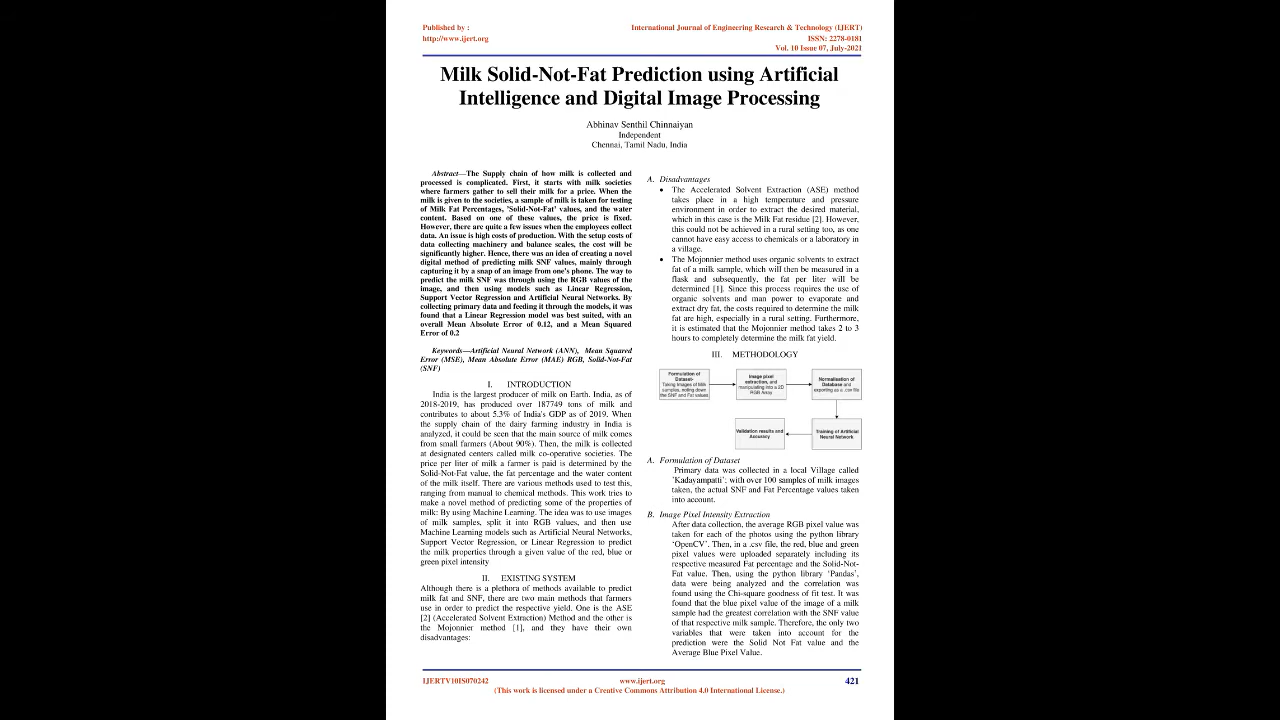 Published by :
http://www.ijert.org
International Journal of Engineering Research & Technology (IJERT)
ISSN: 2278-0181
Vol. 10 Issue 07, July-2021
Milk Solid-Not-Fat Prediction using Artificial
Intelligence and Digital Image Processing
Abhinav Senthil Chinnaiyan
Independent
Chennai, Tamil Nadu, India
Abstract—The Supply chain of how milk is collected and
processed is complicated. First, it starts with milk societies
where farmers gather to sell their milk for a price. When the
milk is given to the societies, a sample of milk is taken for testing
of Milk Fat Percentages, 'Solid-Not-Fat' values, and the water
content. Based on one of these values, the price is fixed.
However, there are quite a few issues when the employees collect
data. An issue is high costs of production. With the setup costs of
data collecting machinery and balance scales, the cost will be
significantly higher. Hence, there was an idea of creating a novel
digital method of predicting milk SNF values, mainly through
capturing it by a snap of an image from one's phone. The way to
predict the milk SNF was through using the RGB values of the
image, and then using models such as Linear Regression,
Support Vector Regression and Artificial Neural Networks. By
collecting primary data and feeding it through the models, it was
found that a Linear Regression model was best suited, with an
overall Mean Absolute Error of 0.12, and a Mean Squared
Error of 0.2
Keywords—Artificial Neural Network (ANN), Mean Squared
Error (MSE), Mean Absolute Error (MAE) RGB, Solid-Not-Fat
(SNF)
I. INTRODUCTION
India is the largest producer of milk on Earth. India, as of
2018-2019, has produced over 187749 tons of milk and
contributes to about 5.3% of India's GDP as of 2019. When
the supply chain of the dairy farming industry in India is
analyzed, it could be seen that the main source of milk comes
from small farmers (About 90%). Then, the milk is collected
at designated centers called milk co-operative societies. The
price per liter of milk a farmer is paid is determined by the
Solid-Not-Fat value, the fat percentage and the water content
of the milk itself. There are various methods used to test this,
ranging from manual to chemical methods. This work tries to
make a novel method of predicting some of the properties of
milk: By using Machine Learning. The idea was to use images
of milk samples, split it into RGB values, and then use
Machine Learning models such as Artificial Neural Networks,
Support Vector Regression, or Linear Regression to predict
the milk properties through a given value of the red, blue or
green pixel intensity
II. EXISTING SYSTEM
Although there is a plethora of methods available to predict
milk fat and SNF, there are two main methods that farmers
use in order to predict the respective yield. One is the ASE
[2] (Accelerated Solvent Extraction) Method and the other is
the Mojonnier method [1], and they have their own
disadvantages:
A. Disadvantages
• The Accelerated Solvent Extraction (ASE) method
takes place in a high temperature and pressure
environment in order to extract the desired material,
which in this case is the Milk Fat residue [2]. However,
this could not be achieved in a rural setting too, as one
cannot have easy access to chemicals or a laboratory in
a village.
• The Mojonnier method uses organic solvents to extract
fat of a milk sample, which will then be measured in a
flask and subsequently, the fat per liter will be
determined [1]. Since this process requires the use of
organic solvents and man power to evaporate and
extract dry fat, the costs required to determine the milk
fat are high, especially in a rural setting. Furthermore,
it is estimated that the Mojonnier method takes 2 to 3
hours to completely determine the milk fat yield.
III. METHODOLOGY
Formulation of
Dataset-
Taking Images of Milk
samples, noting down
the SNF and Fat values
Image pixel
extraction, and
manipulating into a 2D
RGB Array
Normalisation of
Database and
exporting as a .csv file
Validation results and
Accuracy
Training of Artificial
Neural Network
A. Formulation of Dataset
Primary data was collected in a local Village called
'Kadayampatti'; with over 100 samples of milk images
taken, the actual SNF and Fat Percentage values taken
into account.
B. Image Pixel Intensity Extraction
After data collection, the average RGB pixel value was
taken for each of the photos using the python library
'OpenCV'. Then, in a .csv file, the red, blue and green
pixel values were uploaded separately including its
respective measured Fat percentage and the Solid-Not-
Fat value. Then, using the python library 'Pandas',
data were being analyzed and the correlation was
found using the Chi-square goodness of fit test. It was
found that the blue pixel value of the image of a milk
sample had the greatest correlation with the SNF value
of that respective milk sample. Therefore, the only two
variables that were taken into account for the
prediction were the Solid Not Fat value and the
Average Blue Pixel Value.
IJERTV10IS070242
www.ijert.org
421
(This work is licensed under a Creative Commons Attribution 4.0 International License.)